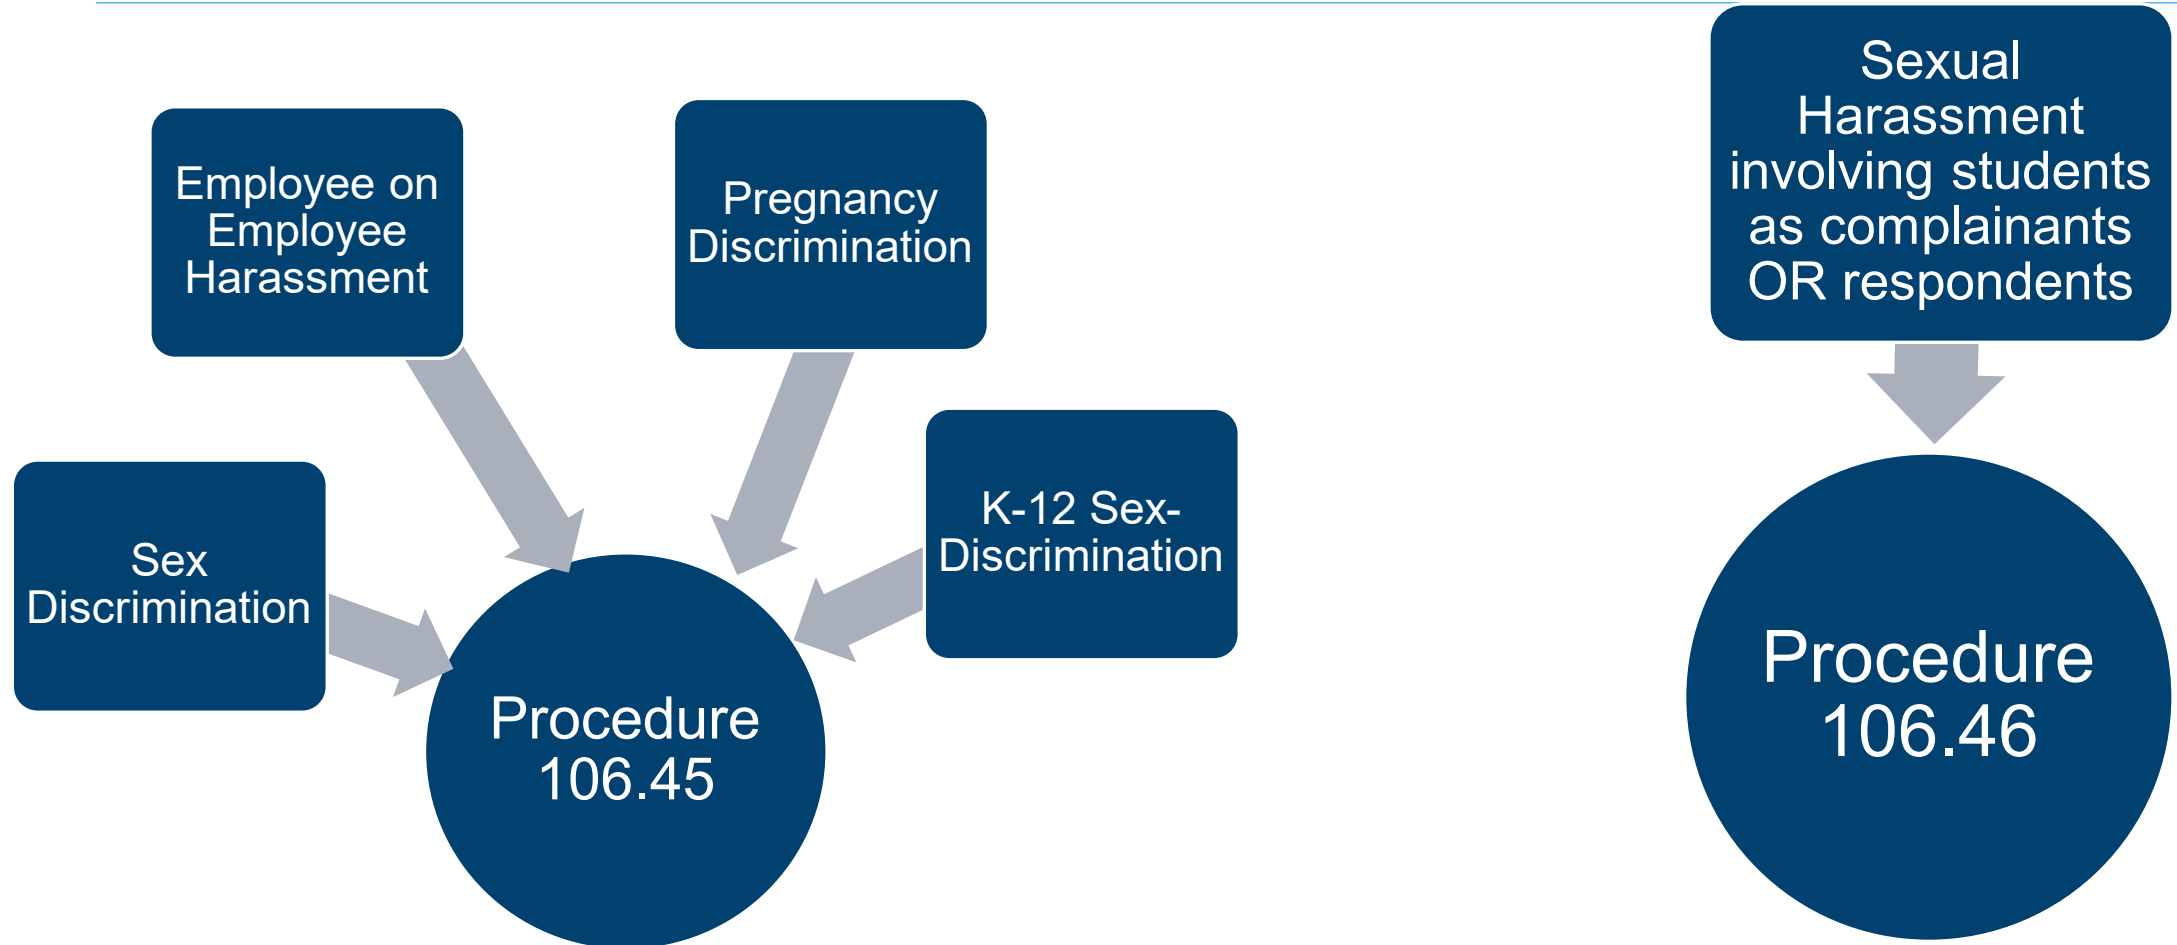 Employee on
Employee
Harassment
Pregnancy
Discrimination
Sex
Discrimination
K-12 Sex-
Discrimination
Procedure
106.45
Sexual
Harassment
involving students
as complainants
OR respondents
Procedure
106.46